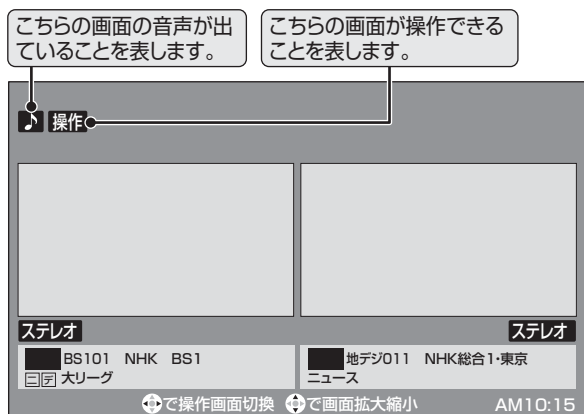 こちらの画面の音声が出
ていることを表します。
こちらの画面が操作できる
ことを表します。
♪ 操作
ステレオ
ステレオ
BS101 NHK BS1
二デ 大リーグ
地デジ011 NHK総合1・東京
ニュース
で操作画面切換 で画面拡大縮小 AM10:15